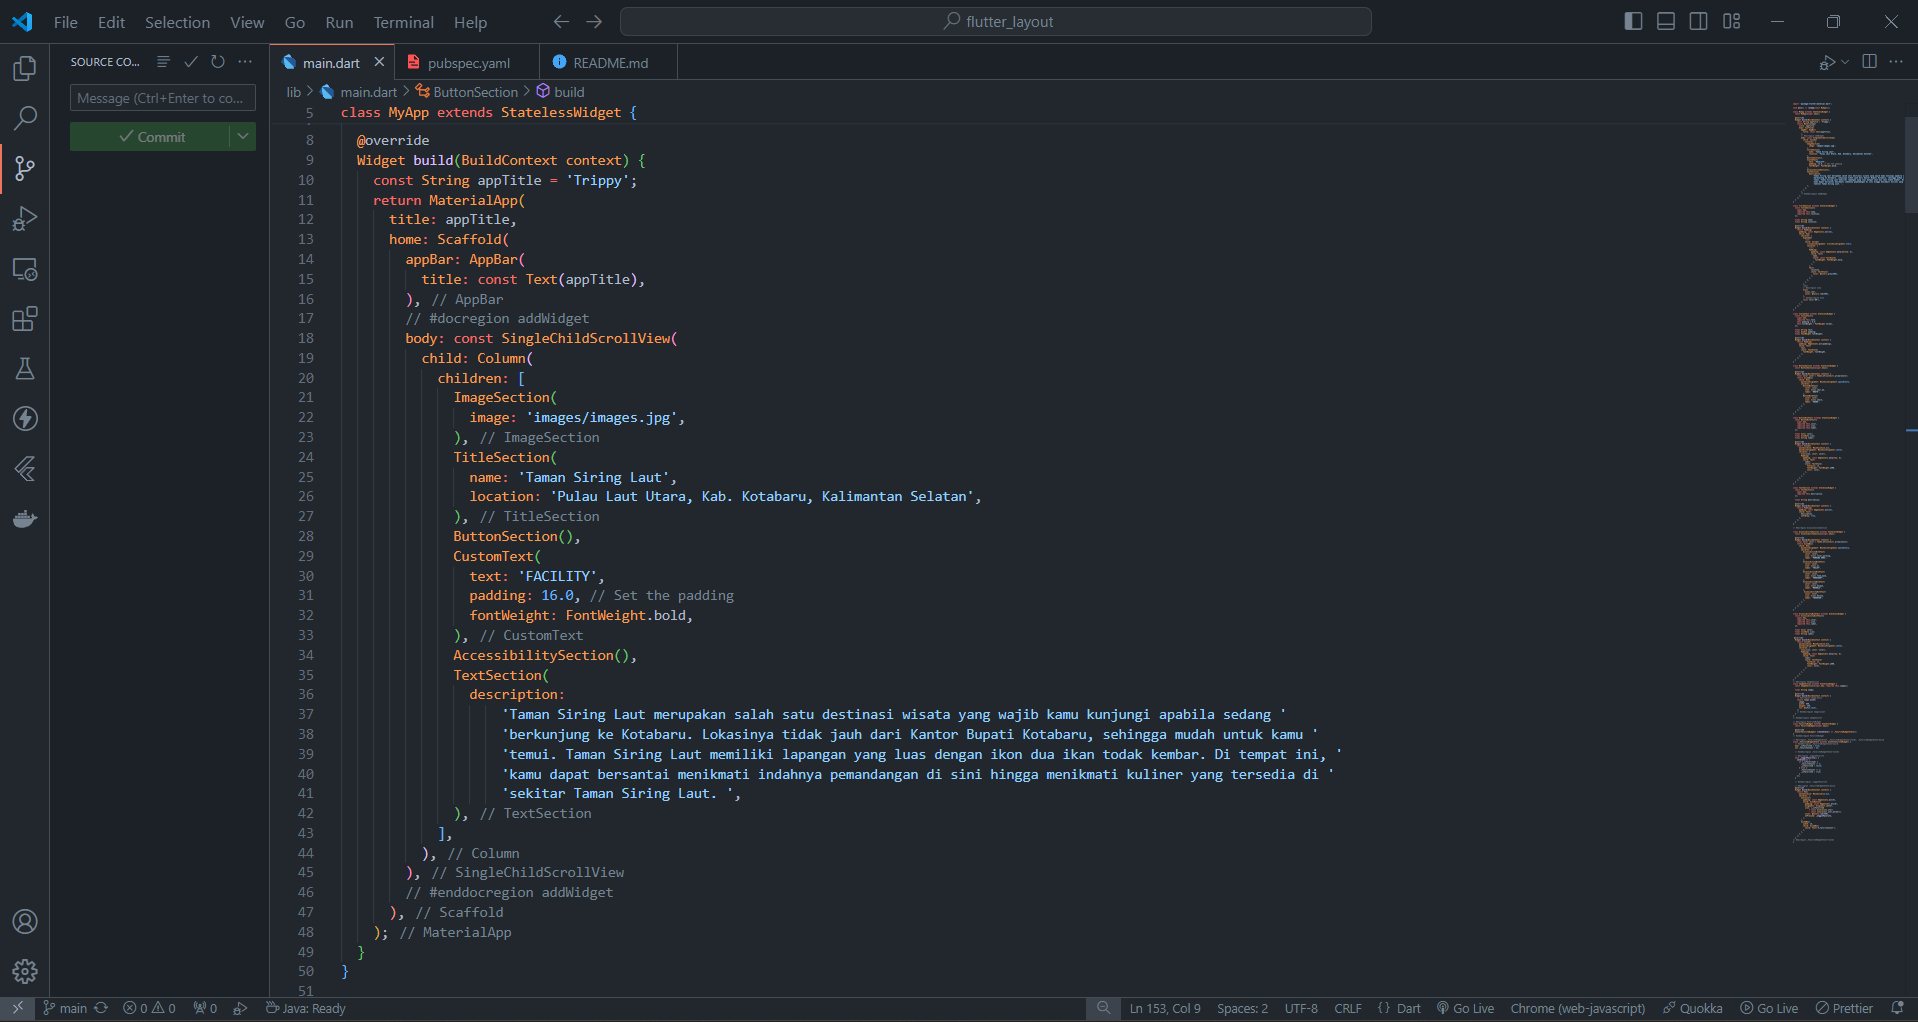 File Edit Selection View Go Run Terminal Help
flutter_layout
SOURCE CO...
Message (Ctrl+Enter to co...
Commit
main.dart
pubspec.yaml
README.md
lib > main.dart > ButtonSection > build
5 class MyApp extends StatelessWidget {
8 @override
9 Widget build(BuildContext context) {
10 const String appTitle = 'Trippy';
11 return MaterialApp(
12 title: appTitle,
13 home: Scaffold(
14 appBar: AppBar(
15 title: const Text(appTitle),
16 ), // AppBar
17 // #docregion addWidget
18 body: const SingleChildScrollView(
19 child: Column(
20 children: [
21 ImageSection(
22 image: 'images/images.jpg',
23 ), // ImageSection
24 TitleSection(
25 name: 'Taman Siring Laut',
26 location: 'Pulau Laut Utara, Kab. Kotabaru, Kalimantan Selatan',
27 ), // TitleSection
28 ButtonSection(),
29 CustomText(
30 text: 'FACILITY',
31 padding: 16.0, // Set the padding
32 fontWeight: FontWeight.bold,
33 ), // CustomText
34 AccessibilitySection(),
35 TextSection(
36 description:
37 'Taman Siring Laut merupakan salah satu destinasi wisata yang wajib kamu kunjungi apabila sedang '
38 'berkunjung ke Kotabaru. Lokasinya tidak jauh dari Kantor Bupati Kotabaru, sehingga mudah untuk kamu '
39 'temui. Taman Siring Laut memiliki lapangan yang luas dengan ikon dua ikan todak kembar. Di tempat ini, '
40 'kamu dapat bersantai menikmati indahnya pemandangan di sini hingga menikmati kuliner yang tersedia di '
41 'sekitar Taman Siring Laut. ',
42 ), // TextSection
43 ],
44 ), // Column
45 ), // SingleChildScrollView
46 // #enddocregion addWidget
47 ), // Scaffold
48 ); // MaterialApp
49 }
50 }
51
main 0 0 0 Java: Ready Ln 153, Col 9 Spaces: 2 UTF-8 CRLF {} Dart Go Live Chrome (web-javascript) Quokka Go Live Prettier